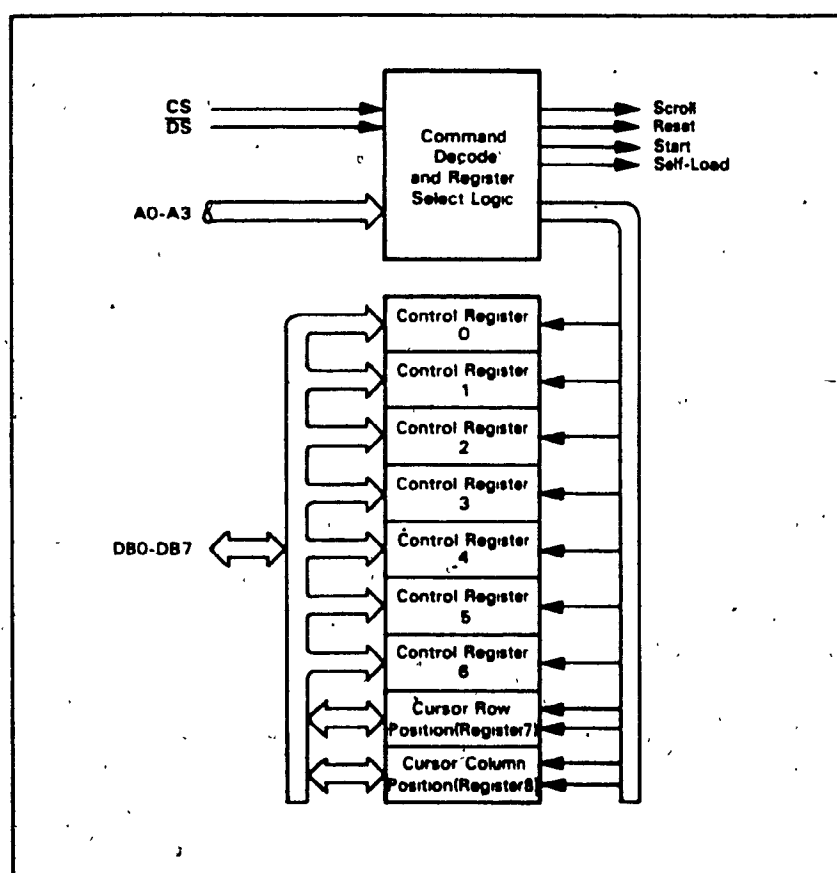 CS
DS
A0-A3
Command
Decode
and Register
Select Logic
Scroll
Reset
Start
Self-Load
Control Register
0
Control Register
1
Control Register
2
Control Register
3
Control Register
4
Control Register
5
Control Register
6
Cursor Row
Position(Register7)
Cursor Column
Position(Register8)
DB0-DB7